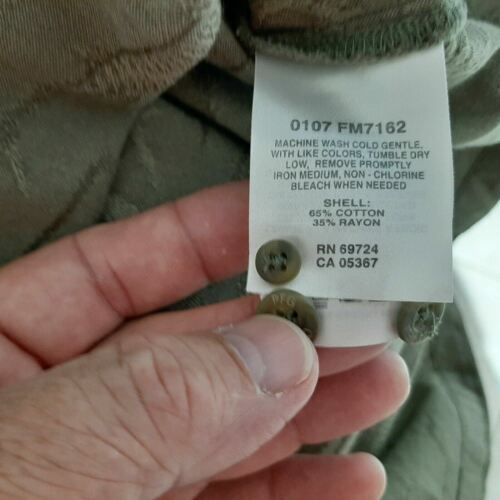 0107 FM7162
MACHINE WASH COLD GENTLE,
WITH LIKE COLORS, TUMBLE DRY
LOW, REMOVE PROMPTLY
IRON MEDIUM, NON - CHLORINE
BLEACH WHEN NEEDED
SHELL:
65% COTTON
35% RAYON
RN 69724
CA 05367
PFG